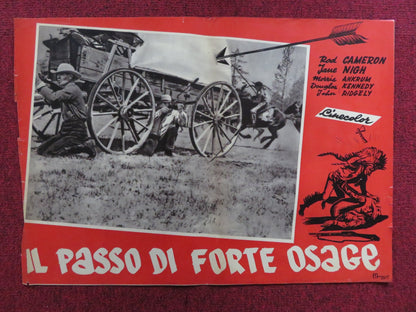 Rod CAMERON
Jane NIGH
Morris ANKRUM
Douglas KENNEDY
John RIDGELY
Cinecolor
IL PASSO DI FORTE OSAGE